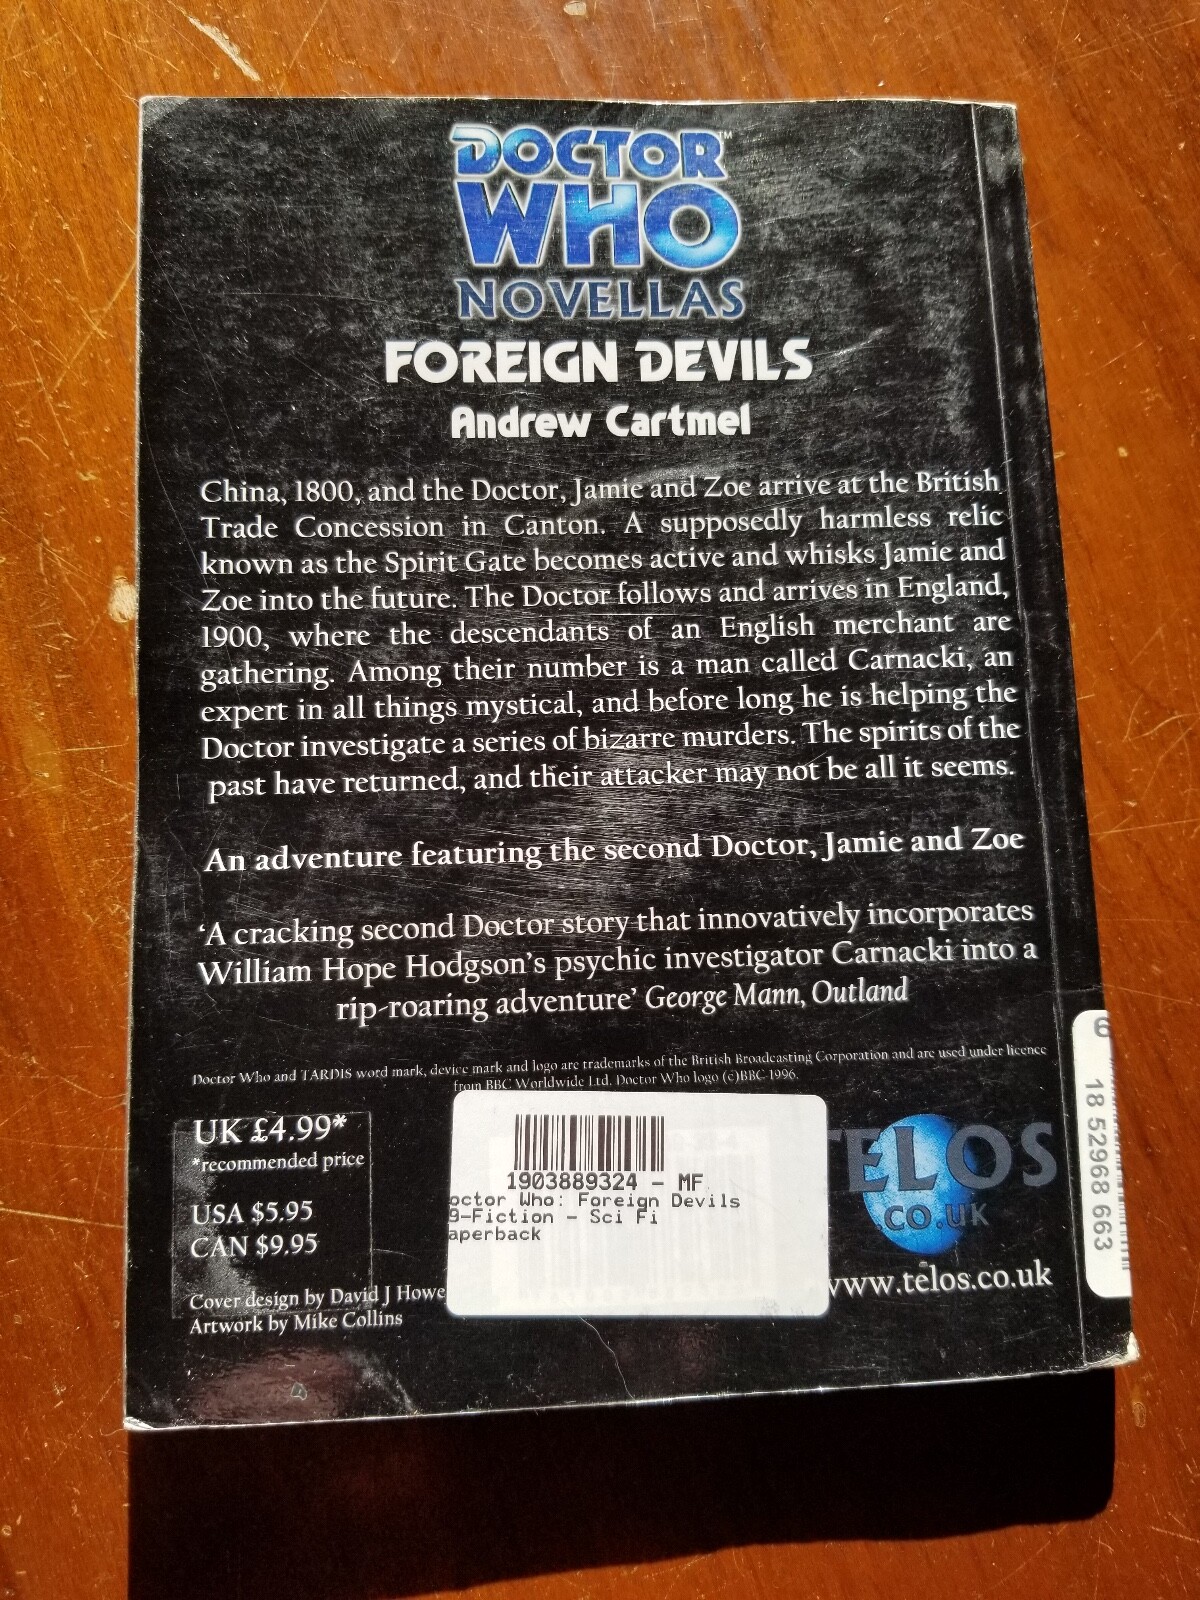 DOCTOR™
WHO
NOVELLAS
FOREIGN DEVILS
Andrew Cartmel
China, 1800, and the Doctor, Jamie and Zoe arrive at the British
Trade Concession in Canton. A supposedly harmless relic
known as the Spirit Gate becomes active and whisks Jamie and
Zoe into the future. The Doctor follows and arrives in England,
1900, where the descendants of an English merchant are
gathering. Among their number is a man called Carnacki, an
expert in all things mystical, and before long he is helping the
Doctor investigate a series of bizarre murders. The spirits of the
past have returned, and their attacker may not be all it seems.
An adventure featuring the second Doctor, Jamie and Zoe
‘A cracking second Doctor story that innovatively incorporates
William Hope Hodgson's psychic investigator Carnacki into a
rip-roaring adventure’ George Mann, Outland
Doctor Who and TARDIS word mark, device mark and logo are trademarks of the British Broadcasting Corporation and are used under licence
from BBC Worldwide Ltd. Doctor Who logo (c)BBC 1996.
UK £4.99*
*recommended price
USA $5.95
CAN $9.95
Cover design by David J Howe
Artwork by Mike Collins
1903889324 - MF
octor Who: Foreign Devils
9-Fiction - Sci Fi
aperback
TELOS
.CO.UK
www.telos.co.uk
6
18 52968 663